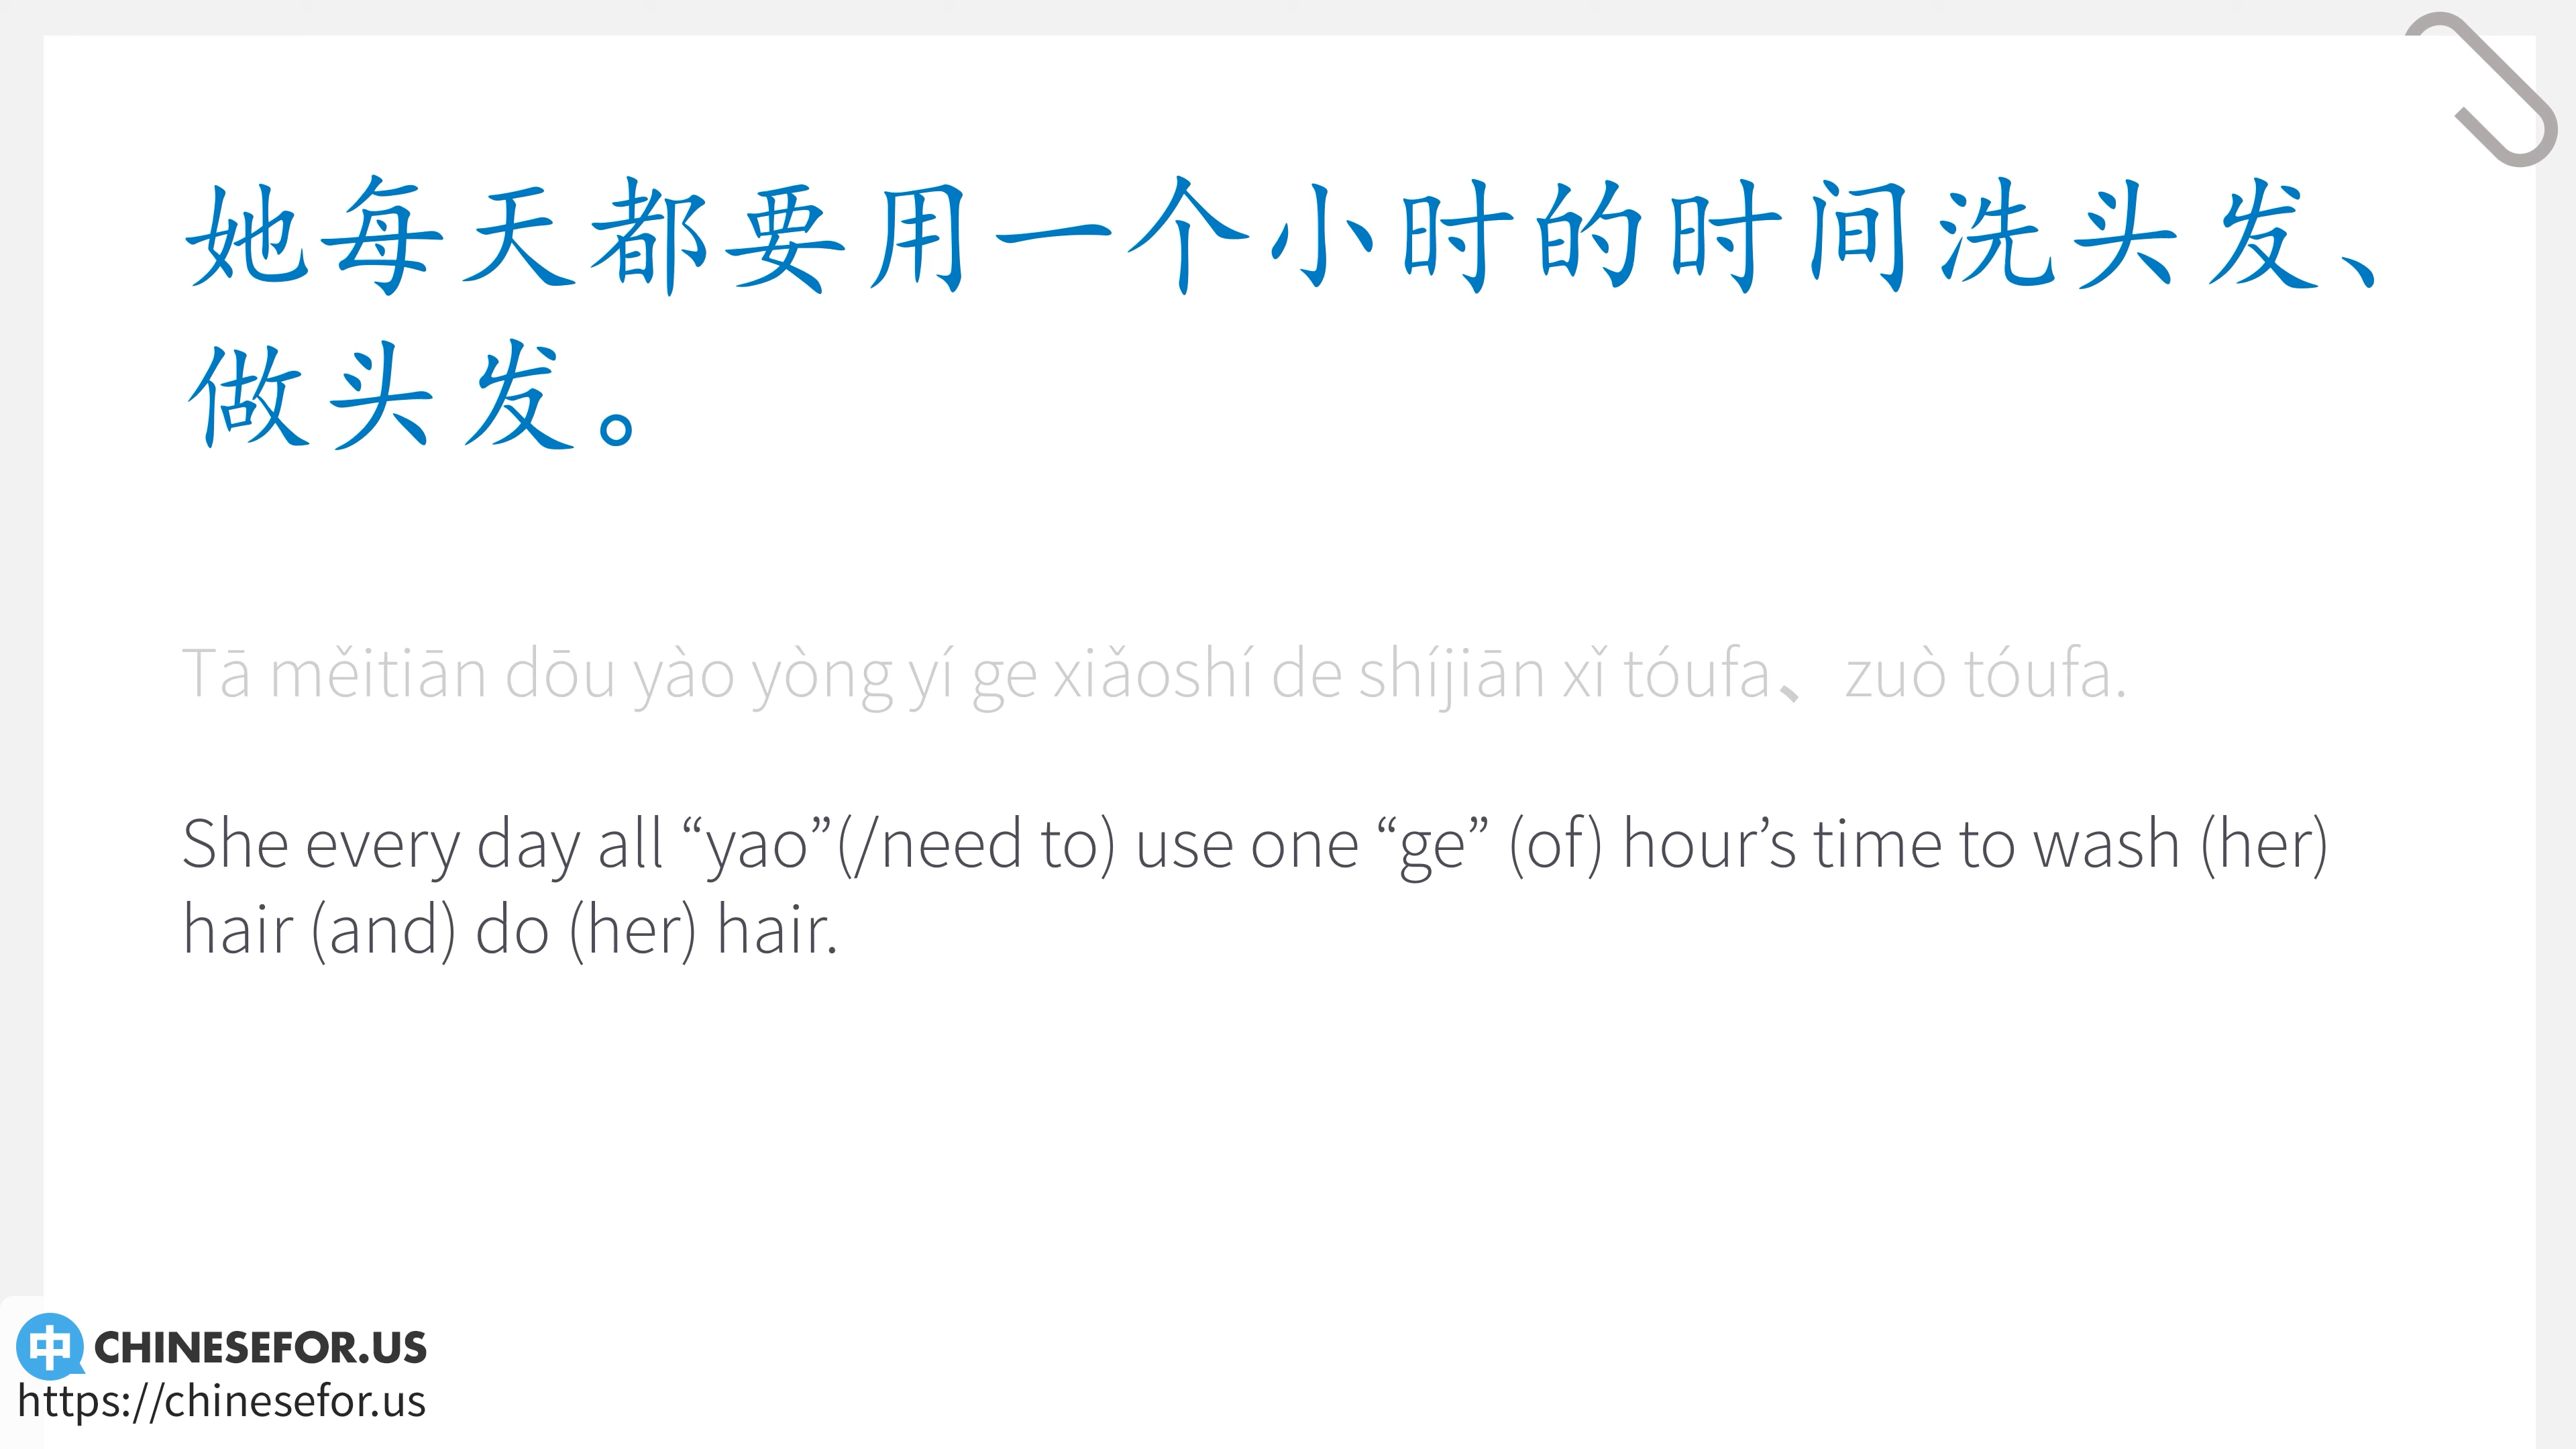 她每天都要用一个小时的时间洗头发、
做头发。
Tā měitiān dōu yào yòng yí ge xiǎoshí de shíjiān xǐ tóufa、 zuò tóufa.
She every day all “yao”(/need to) use one “ge” (of) hour’s time to wash (her)
hair (and) do (her) hair.
中 CHINESEFOR.US
https://chinesefor.us